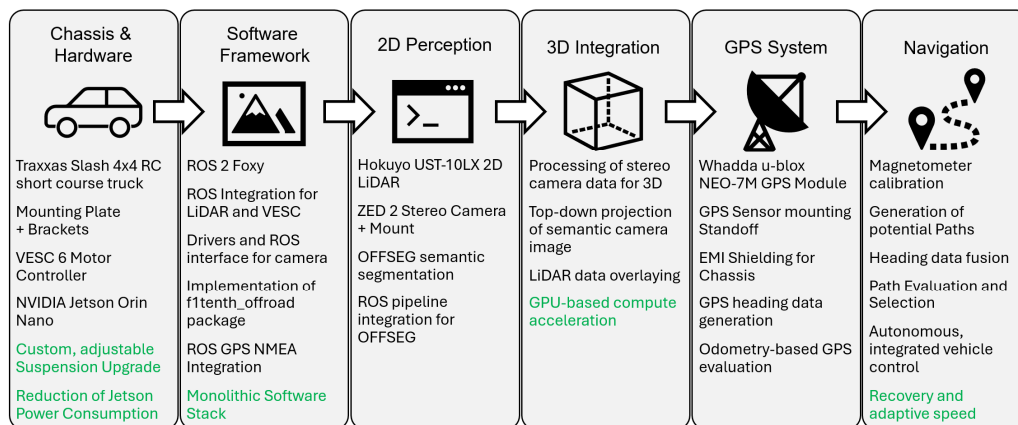 Chassis &
Hardware
Traxxas Slash 4x4 RC
short course truck
Mounting Plate
+ Brackets
VESC 6 Motor
Controller
NVIDIA Jetson Orin
Nano
Custom, adjustable
Suspension Upgrade
Reduction of Jetson
Power Consumption
Software
Framework
ROS 2 Foxy
ROS Integration for
LiDAR and VESC
Drivers and ROS
interface for camera
Implementation of
f1tenth_offroad
package
ROS GPS NMEA
Integration
Monolithic Software
Stack
2D Perception
>_
Hokuyo UST-10LX 2D
LiDAR
ZED 2 Stereo Camera
+ Mount
OFFSEG semantic
segmentation
ROS pipeline
integration for
OFFSEG
3D Integration
Processing of stereo
camera data for 3D
Top-down projection
of semantic camera
image
LiDAR data overlaying
GPU-based compute
acceleration
GPS System
Whadda u-blox
NEO-7M GPS Module
GPS Sensor mounting
Standoff
EMI Shielding for
Chassis
GPS heading data
generation
Odometry-based GPS
evaluation
Navigation
Magnetometer
calibration
Generation of
potential Paths
Heading data fusion
Path Evaluation and
Selection
Autonomous,
integrated vehicle
control
Recovery and
adaptive speed